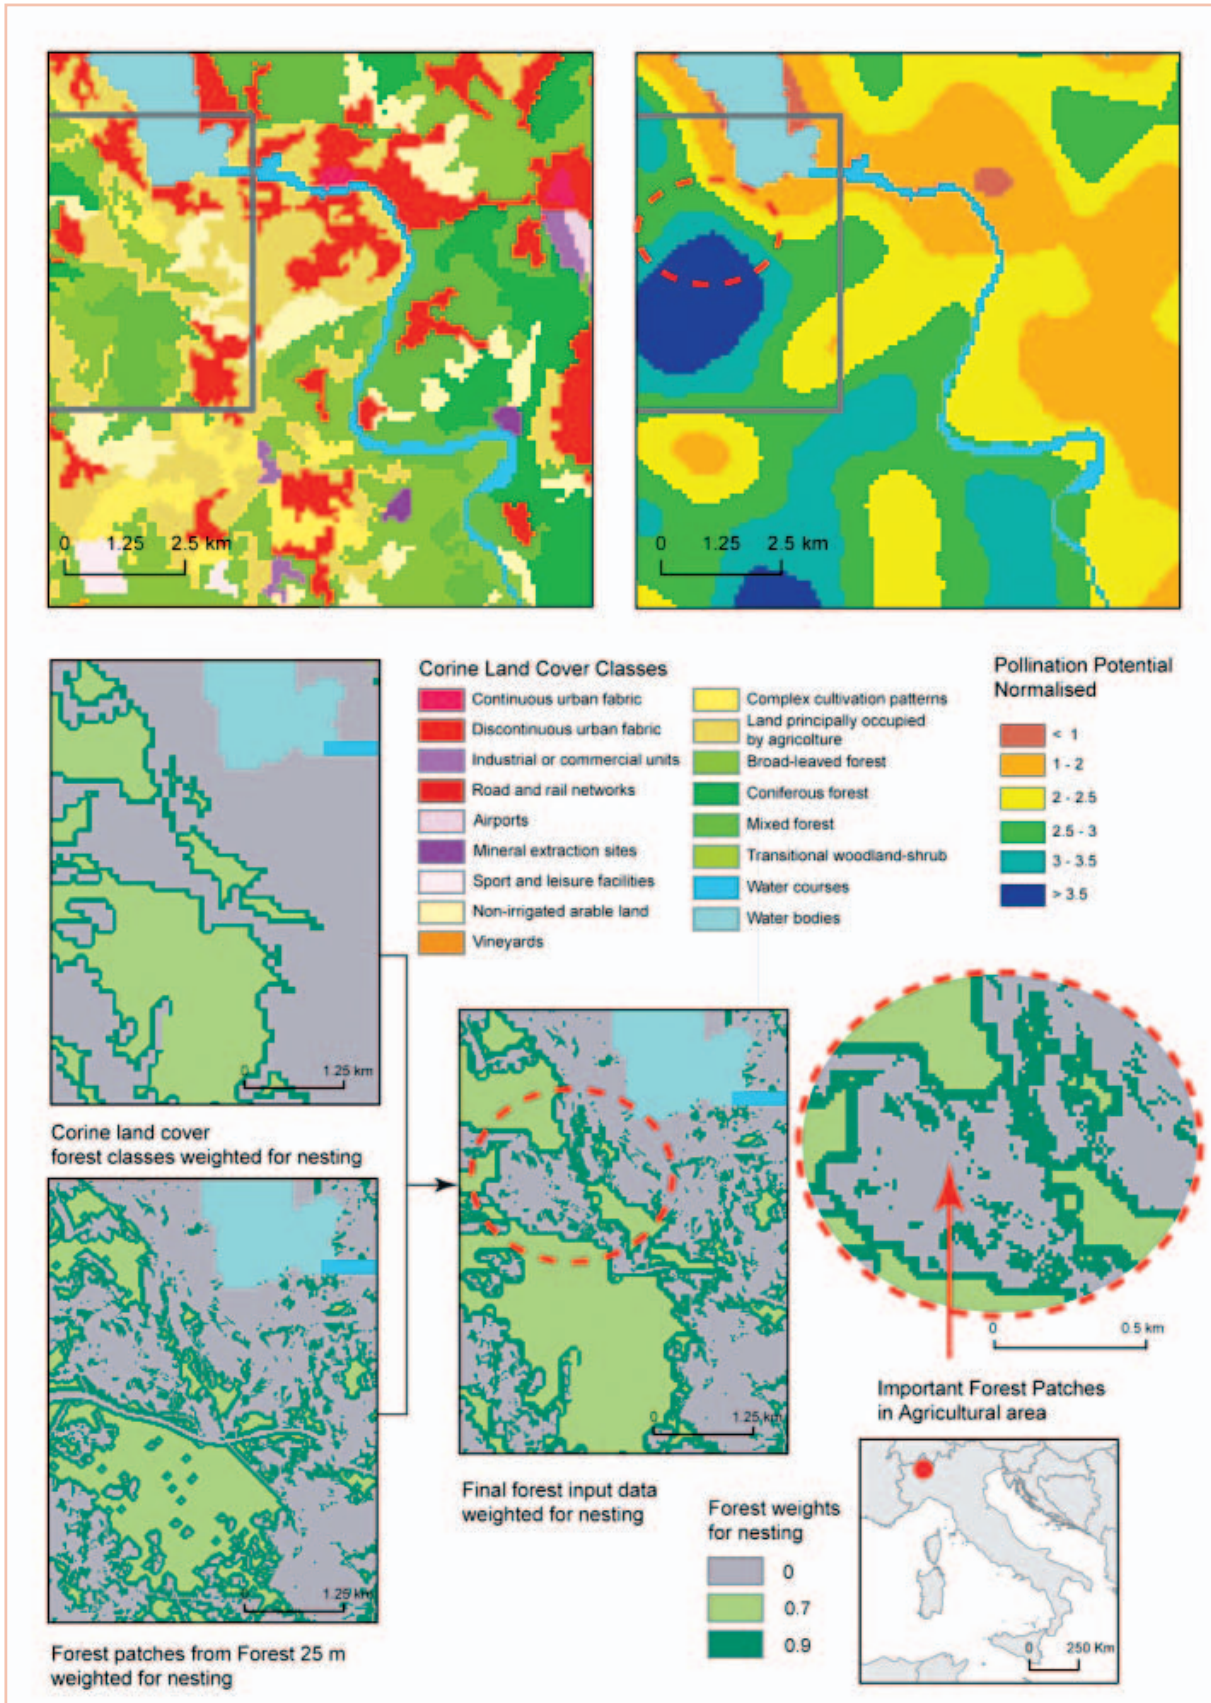 0 1.25 2.5 km
0 1.25 2.5 km
Corine Land Cover Classes
Continuous urban fabric
Discontinuous urban fabric
Industrial or commercial units
Road and rail networks
Airports
Mineral extraction sites
Sport and leisure facilities
Non-irrigated arable land
Vineyards
Complex cultivation patterns
Land principally occupied
by agricolture
Broad-leaved forest
Coniferous forest
Mixed forest
Transitional woodland-shrub
Water courses
Water bodies
Pollination Potential
Normalised
< 1
1 - 2
2 - 2.5
2.5 - 3
3 - 3.5
> 3.5
0 1.25 km
Corine land cover
forest classes weighted for nesting
0 1.25 km
Forest patches from Forest 25 m
weighted for nesting
0 1.25 km
Final forest input data
weighted for nesting
0 0.5 km
Important Forest Patches
in Agricultural area
Forest weights
for nesting
0
0.7
0.9
0 250 Km